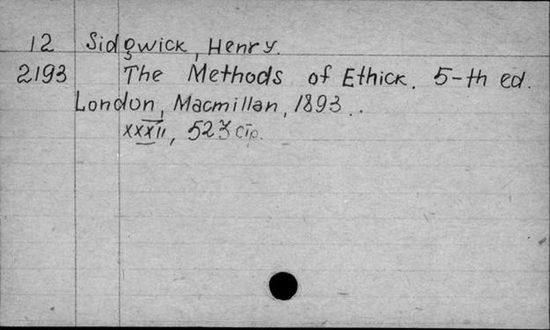 12 Sidgwick, Henry.
2193 The Methods of Ethick. 5-th ed.
London, Macmillan, 1893..
XXXII, 523 стр.